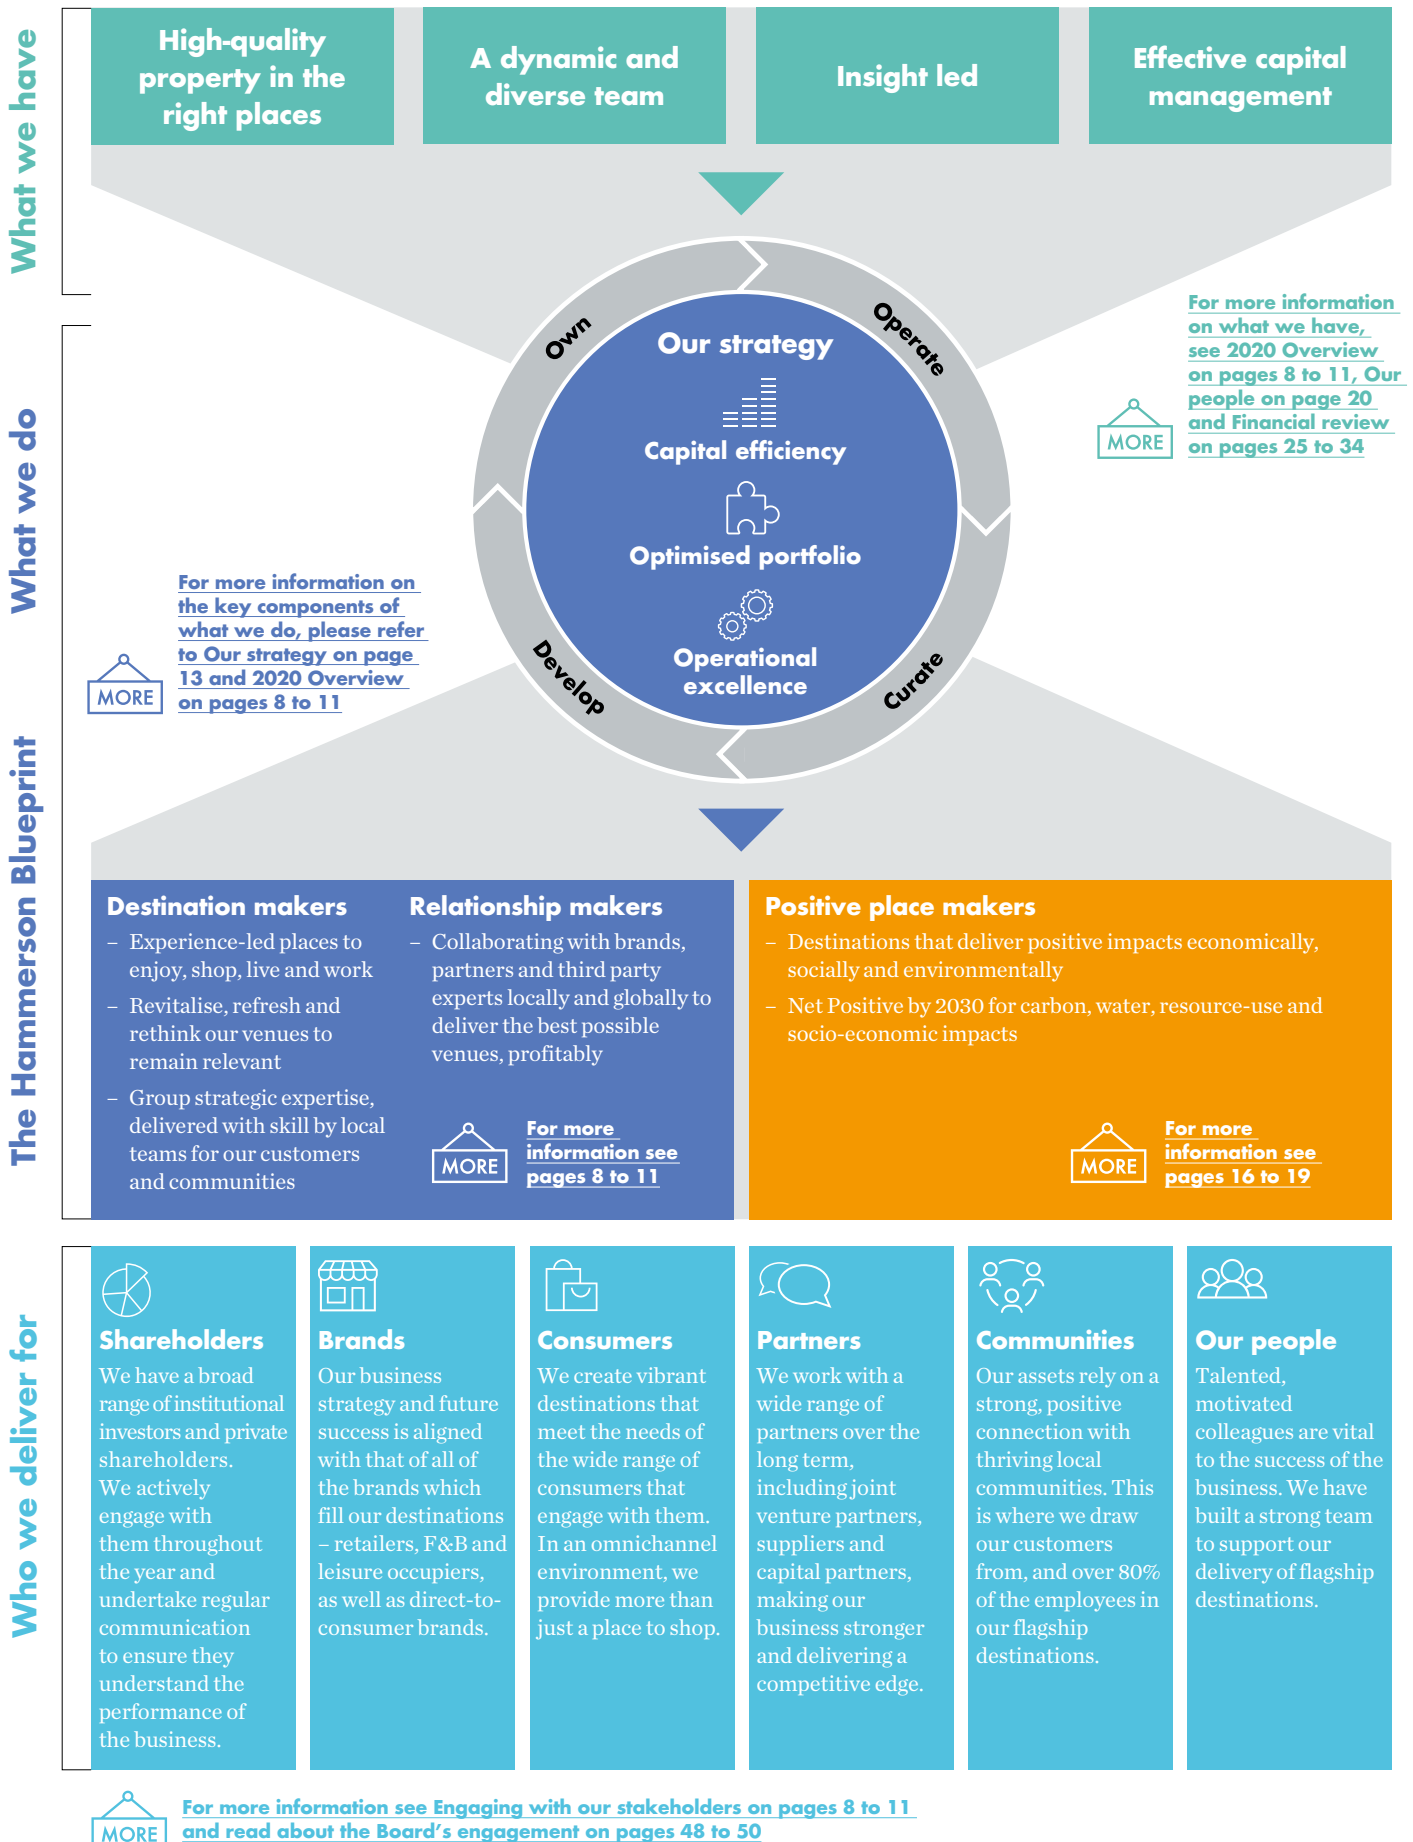 What we have
High-quality
property in the
right places
A dynamic and
diverse team
Insight led
Effective capital
management
What we do
Own
Operate
Curate
Develop
Our strategy
Capital efficiency
Optimised portfolio
Operational
excellence
MORE
For more information
on what we have,
see 2020 Overview
on pages 8 to 11, Our
people on page 20
and Financial review
on pages 25 to 34
MORE
For more information on
the key components of
what we do, please refer
to Our strategy on page
13 and 2020 Overview
on pages 8 to 11
The Hammerson Blueprint
Destination makers
– Experience-led places to
enjoy, shop, live and work
– Revitalise, refresh and
rethink our venues to
remain relevant
– Group strategic expertise,
delivered with skill by local
teams for our customers
and communities
Relationship makers
– Collaborating with brands,
partners and third party
experts locally and globally to
deliver the best possible
venues, profitably
MORE
For more
information see
pages 8 to 11
Positive place makers
– Destinations that deliver positive impacts economically,
socially and environmentally
– Net Positive by 2030 for carbon, water, resource-use and
socio-economic impacts
MORE
For more
information see
pages 16 to 19
Who we deliver for
Shareholders
We have a broad
range of institutional
investors and private
shareholders.
We actively
engage with
them throughout
the year and
undertake regular
communication
to ensure they
understand the
performance of
the business.
Brands
Our business
strategy and future
success is aligned
with that of all of
the brands which
fill our destinations
– retailers, F&B and
leisure occupiers,
as well as direct-to-
consumer brands.
Consumers
We create vibrant
destinations that
meet the needs of
the wide range of
consumers that
engage with them.
In an omnichannel
environment, we
provide more than
just a place to shop.
Partners
We work with a
wide range of
partners over the
long term,
including joint
venture partners,
suppliers and
capital partners,
making our
business stronger
and delivering a
competitive edge.
Communities
Our assets rely on a
strong, positive
connection with
thriving local
communities. This
is where we draw
our customers
from, and over 80%
of the employees in
our flagship
destinations.
Our people
Talented,
motivated
colleagues are vital
to the success of the
business. We have
built a strong team
to support our
delivery of flagship
destinations.
MORE
For more information see Engaging with our stakeholders on pages 8 to 11
and read about the Board’s engagement on pages 48 to 50